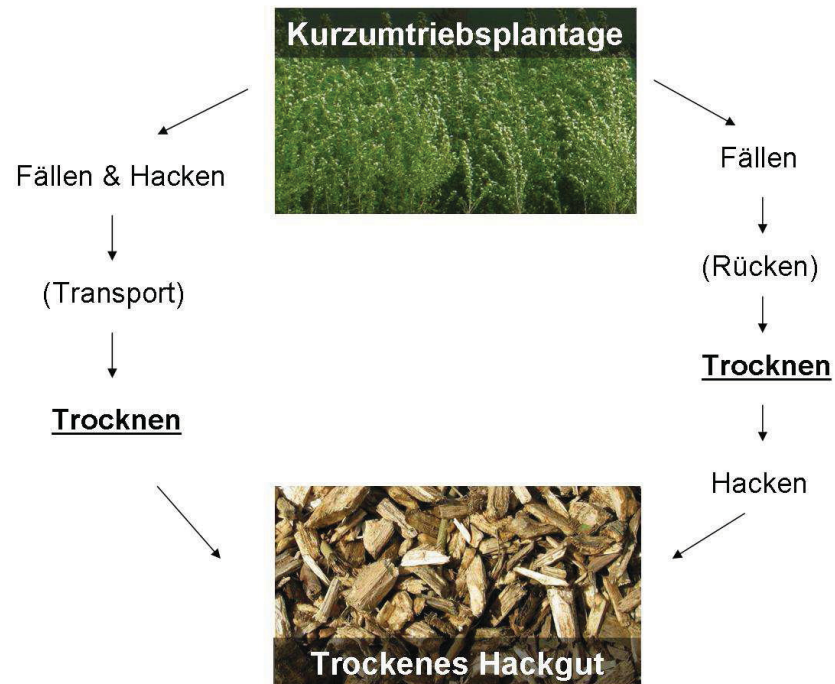 Kurzumtriebsplantage
Fällen & Hacken
(Transport)
Trocknen
Fällen
(Rücken)
Trocknen
Hacken
Trockenes Hackgut